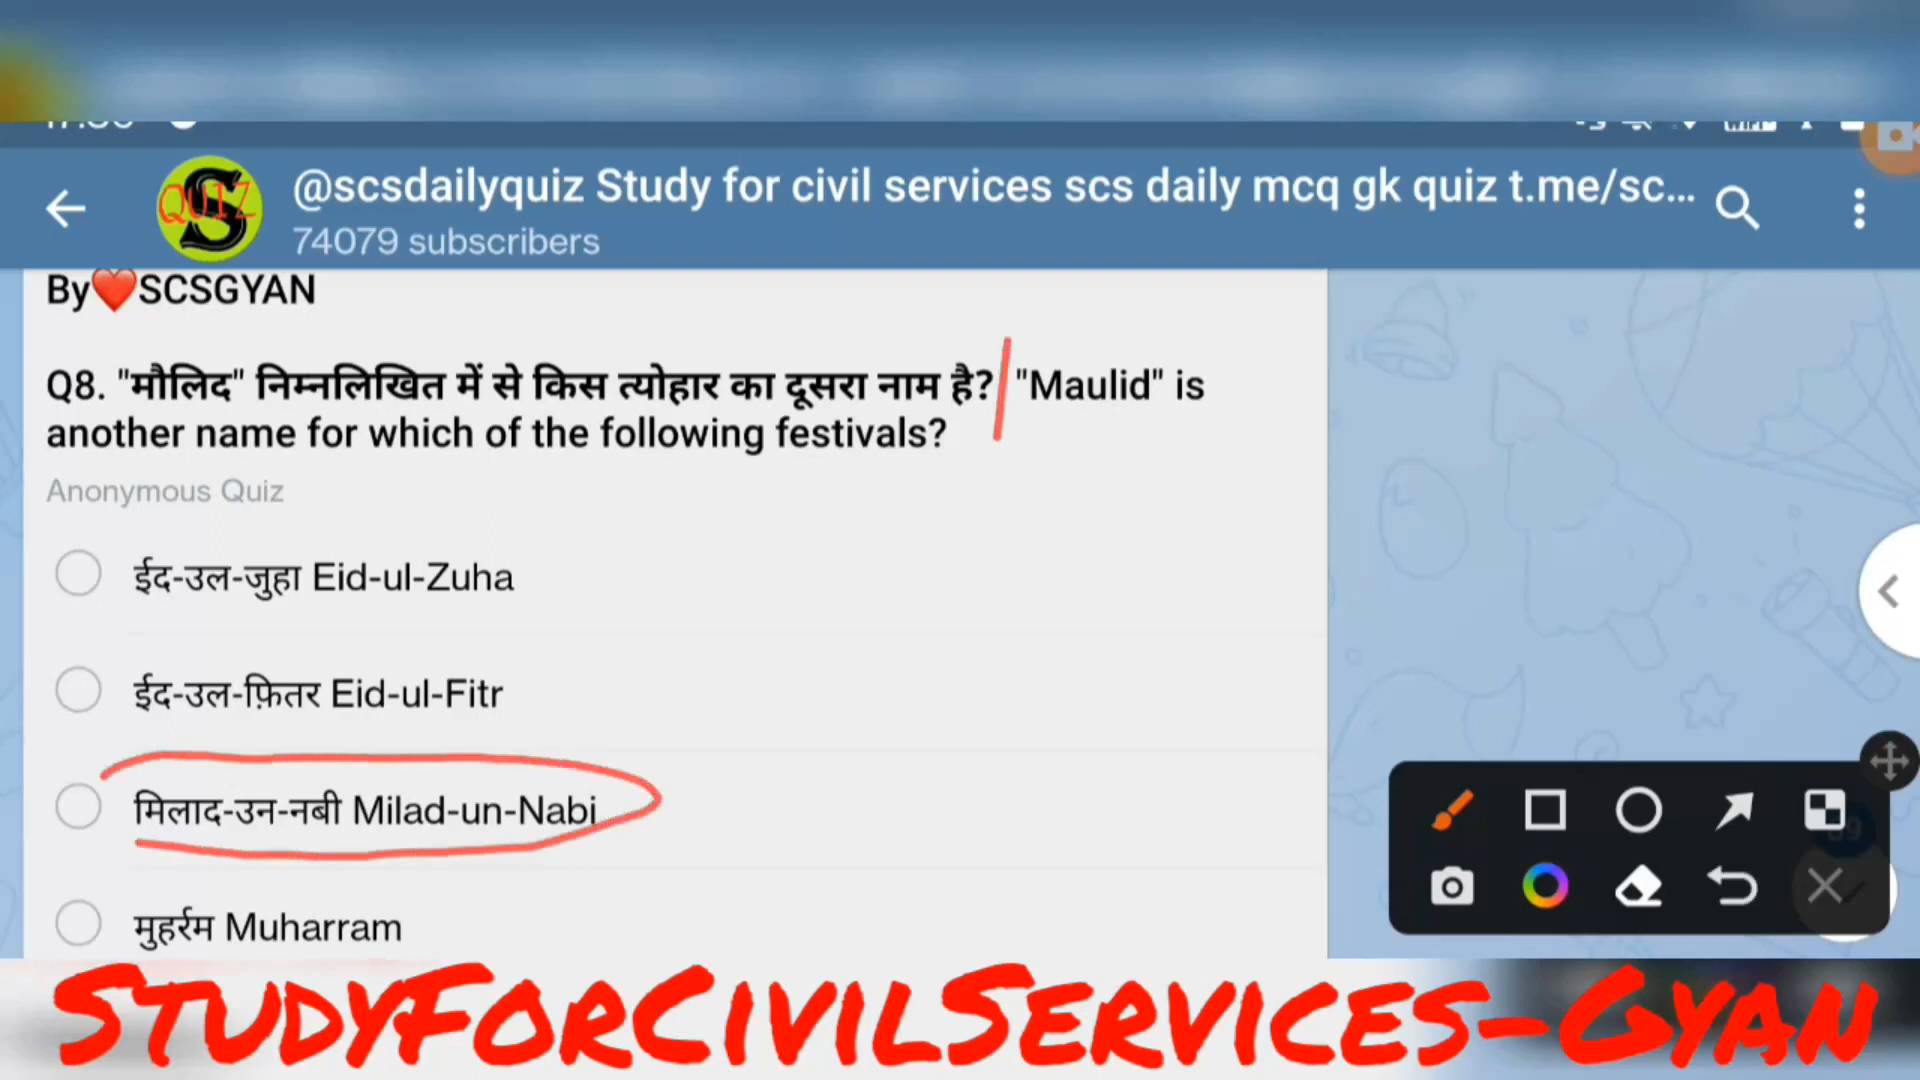 @scsdailyquiz Study for civil services scs daily mcq gk quiz t.me/sc...
QUIZ S
74079 subscribers
By❤️SCSGYAN
Q8. "मौलिद" निम्नलिखित में से किस त्योहार का दूसरा नाम है? "Maulid" is
another name for which of the following festivals?
Anonymous Quiz
ईद-उल-जुहा Eid-ul-Zuha
ईद-उल-फ़ितर Eid-ul-Fitr
मिलाद-उन-नबी Milad-un-Nabi
मुहर्रम Muharram
StudyForCivilServices-Gyan